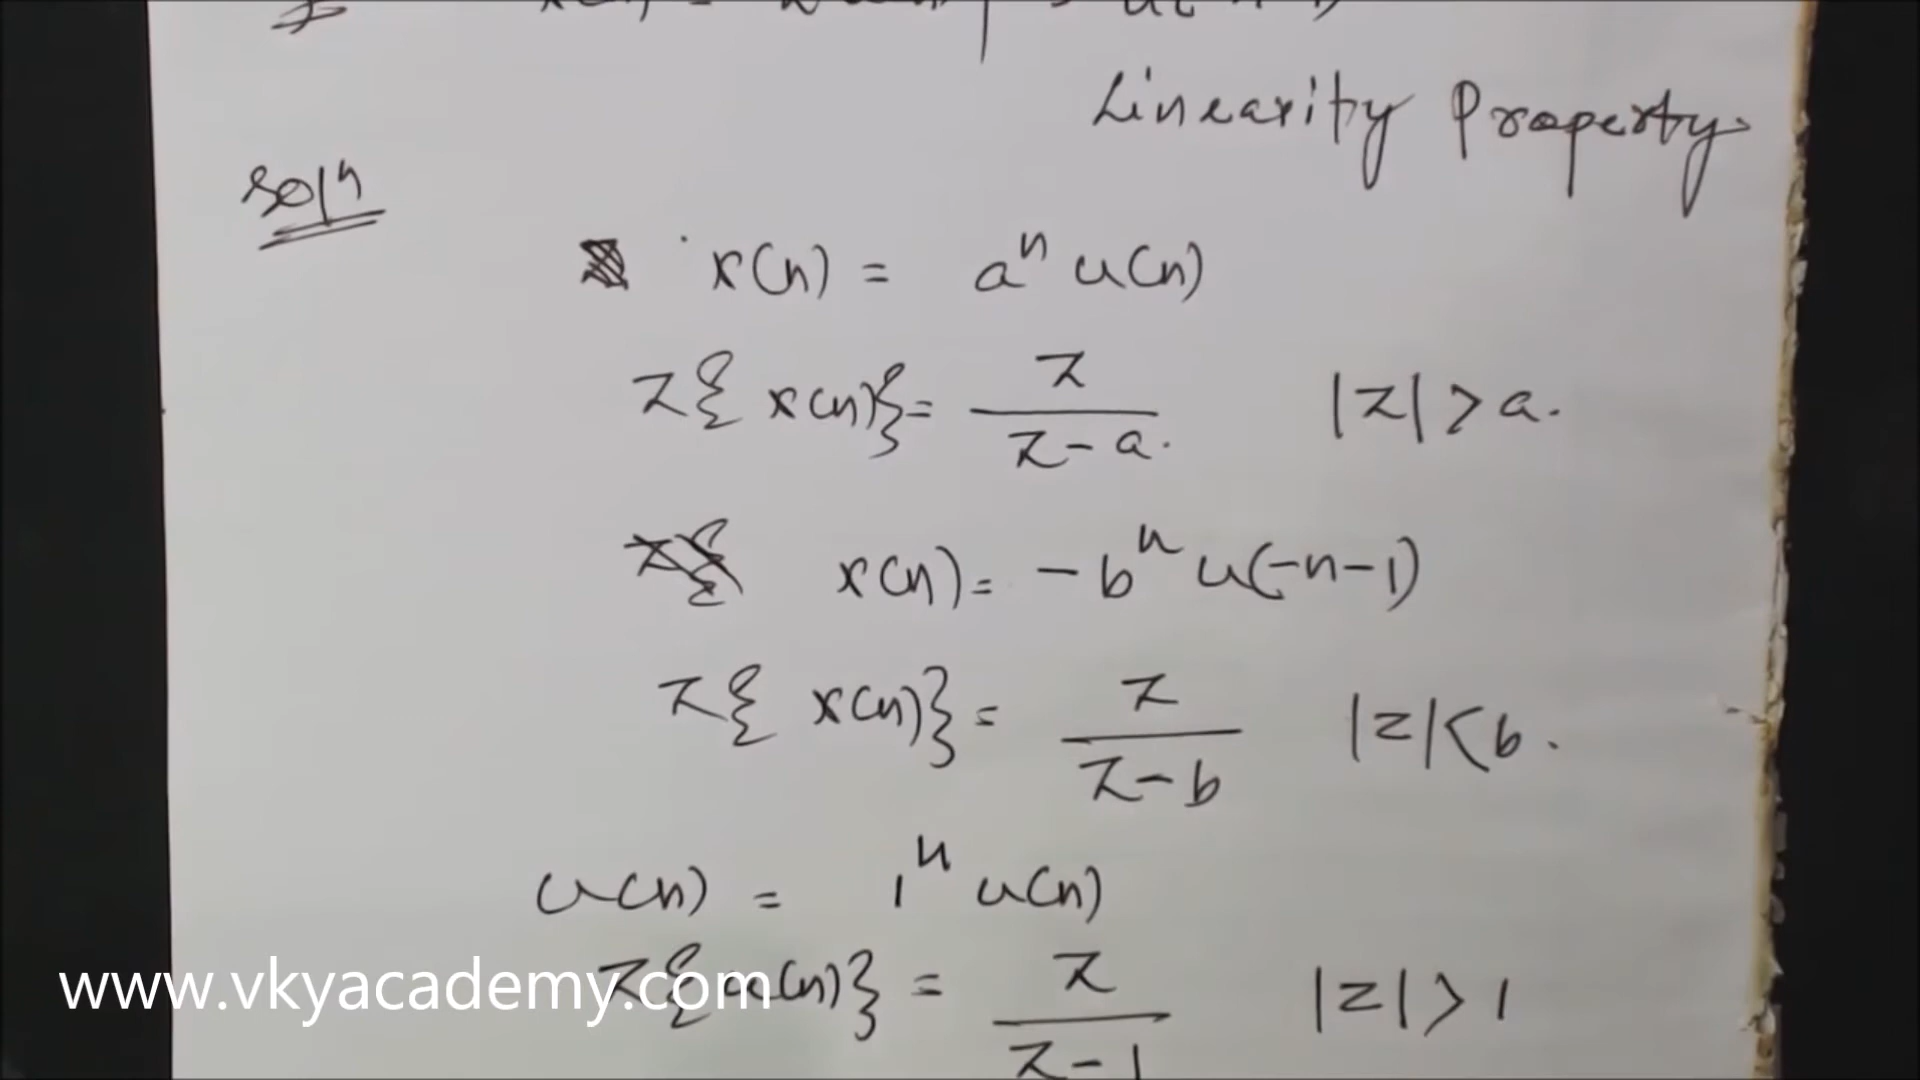 Linearity Property
Soln
x(n) = a^n u(n)
Z{x(n)} = z/(z-a) |z| > a.
x(n) = -b^n u(-n-1)
Z{x(n)} = z/(z-b) |z| < b.
u(n) = 1^n u(n)
Z{u(n)} = z/(z-1) |z| > 1
www.vkyacademy.com